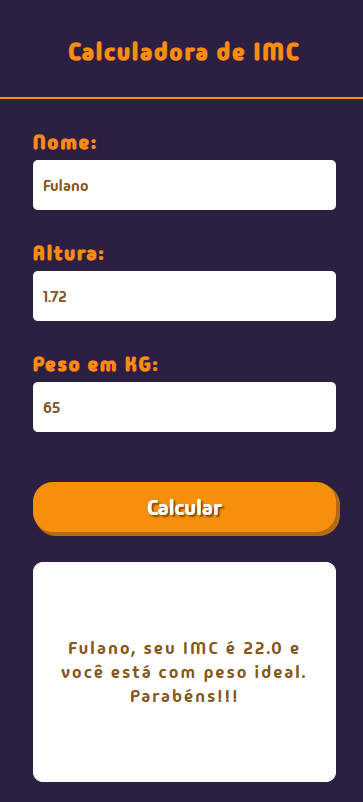 Calculadora de IMC
Nome:
Fulano
Altura:
1.72
Peso em KG:
65
Calcular
Fulano, seu IMC é 22.0 e
você está com peso ideal.
Parabéns!!!